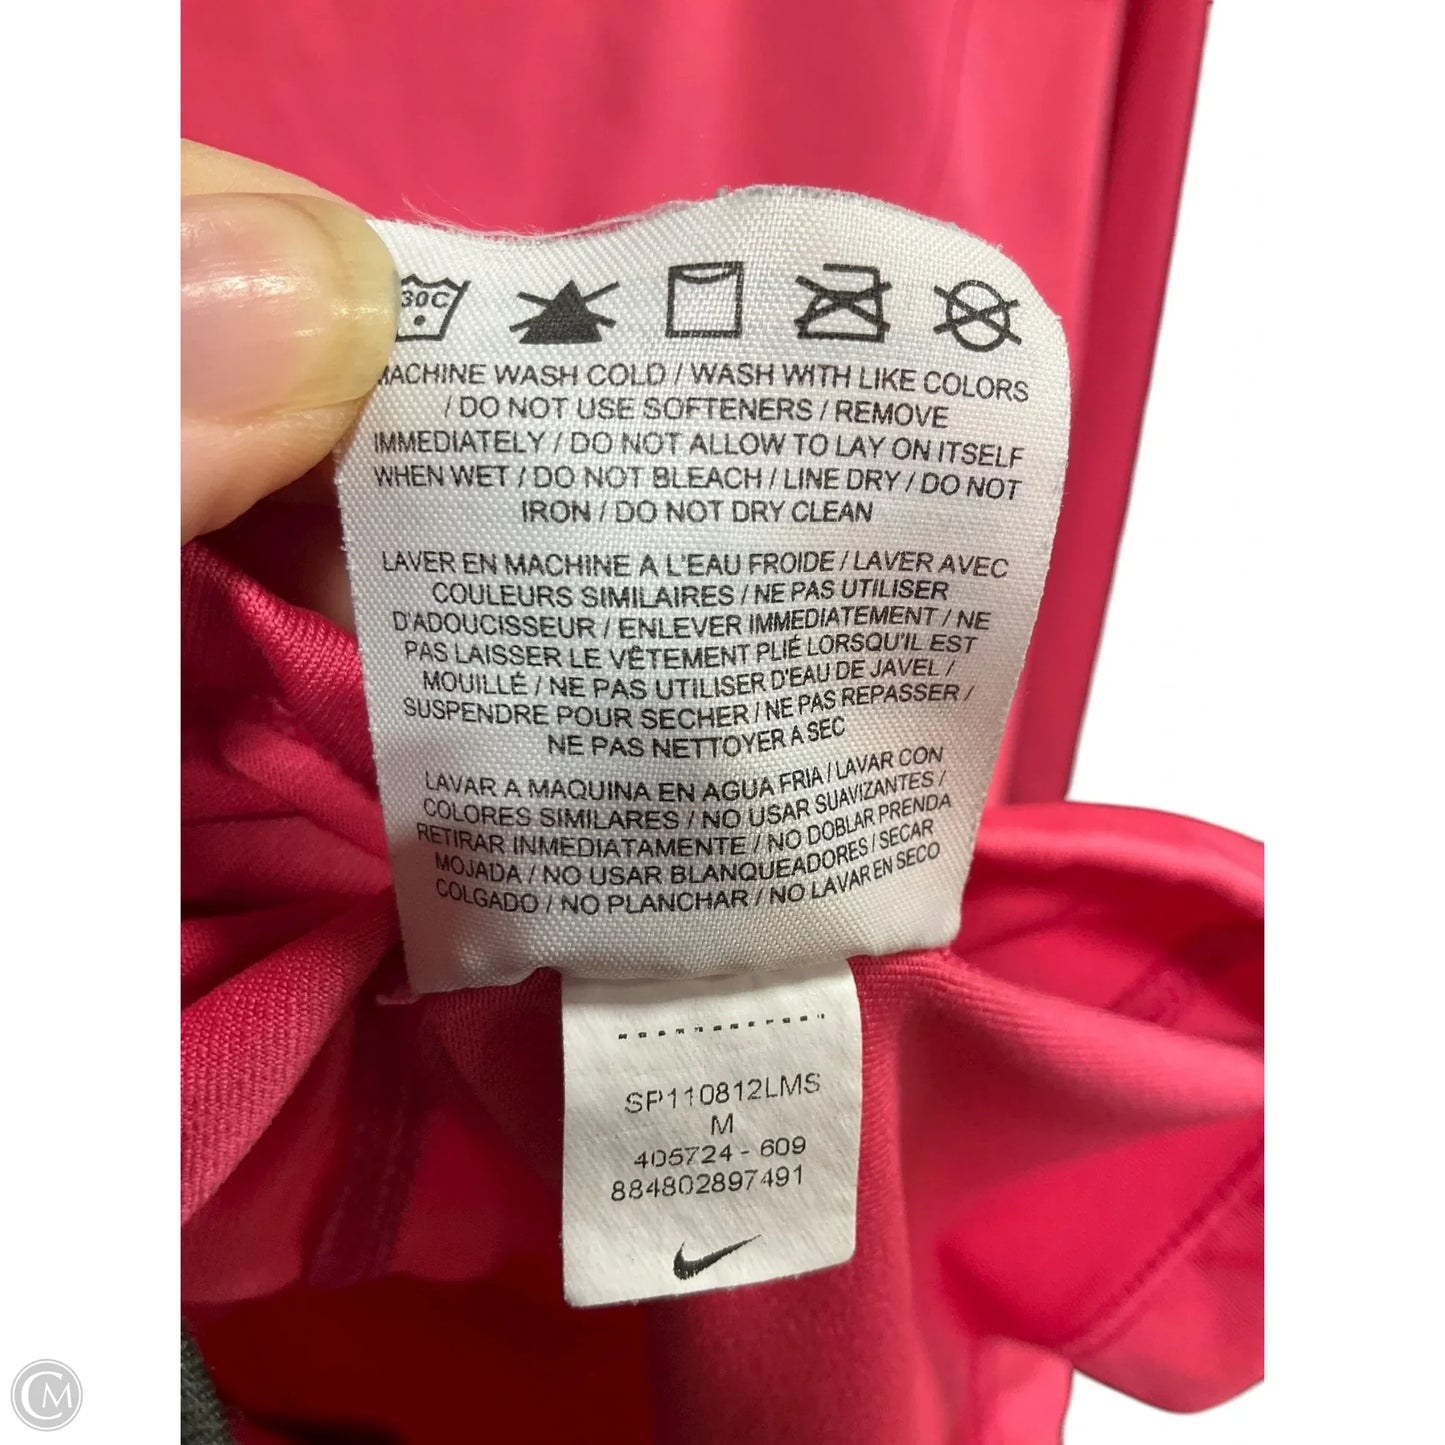 30C
MACHINE WASH COLD / WASH WITH LIKE COLORS
/ DO NOT USE SOFTENERS / REMOVE
IMMEDIATELY / DO NOT ALLOW TO LAY ON ITSELF
WHEN WET / DO NOT BLEACH / LINE DRY / DO NOT
IRON / DO NOT DRY CLEAN
LAVER EN MACHINE A L'EAU FROIDE / LAVER AVEC
COULEURS SIMILAIRES / NE PAS UTILISER
D'ADOUCISSEUR / ENLEVER IMMEDIATEMENT / NE
PAS LAISSER LE VÊTEMENT PLIÉ LORSQU'IL EST
MOUILLÉ / NE PAS UTILISER D'EAU DE JAVEL /
SUSPENDRE POUR SECHER / NE PAS REPASSER /
NE PAS NETTOYER A SEC
LAVAR A MAQUINA EN AGUA FRIA / LAVAR CON
COLORES SIMILARES / NO USAR SUAVIZANTES /
RETIRAR INMEDIATAMENTE / NO DOBLAR PRENDA
MOJADA / NO USAR BLANQUEADORES / SECAR
COLGADO / NO PLANCHAR / NO LAVAR EN SECO
SP110812LMS
M
405724 - 609
884802897491
CM